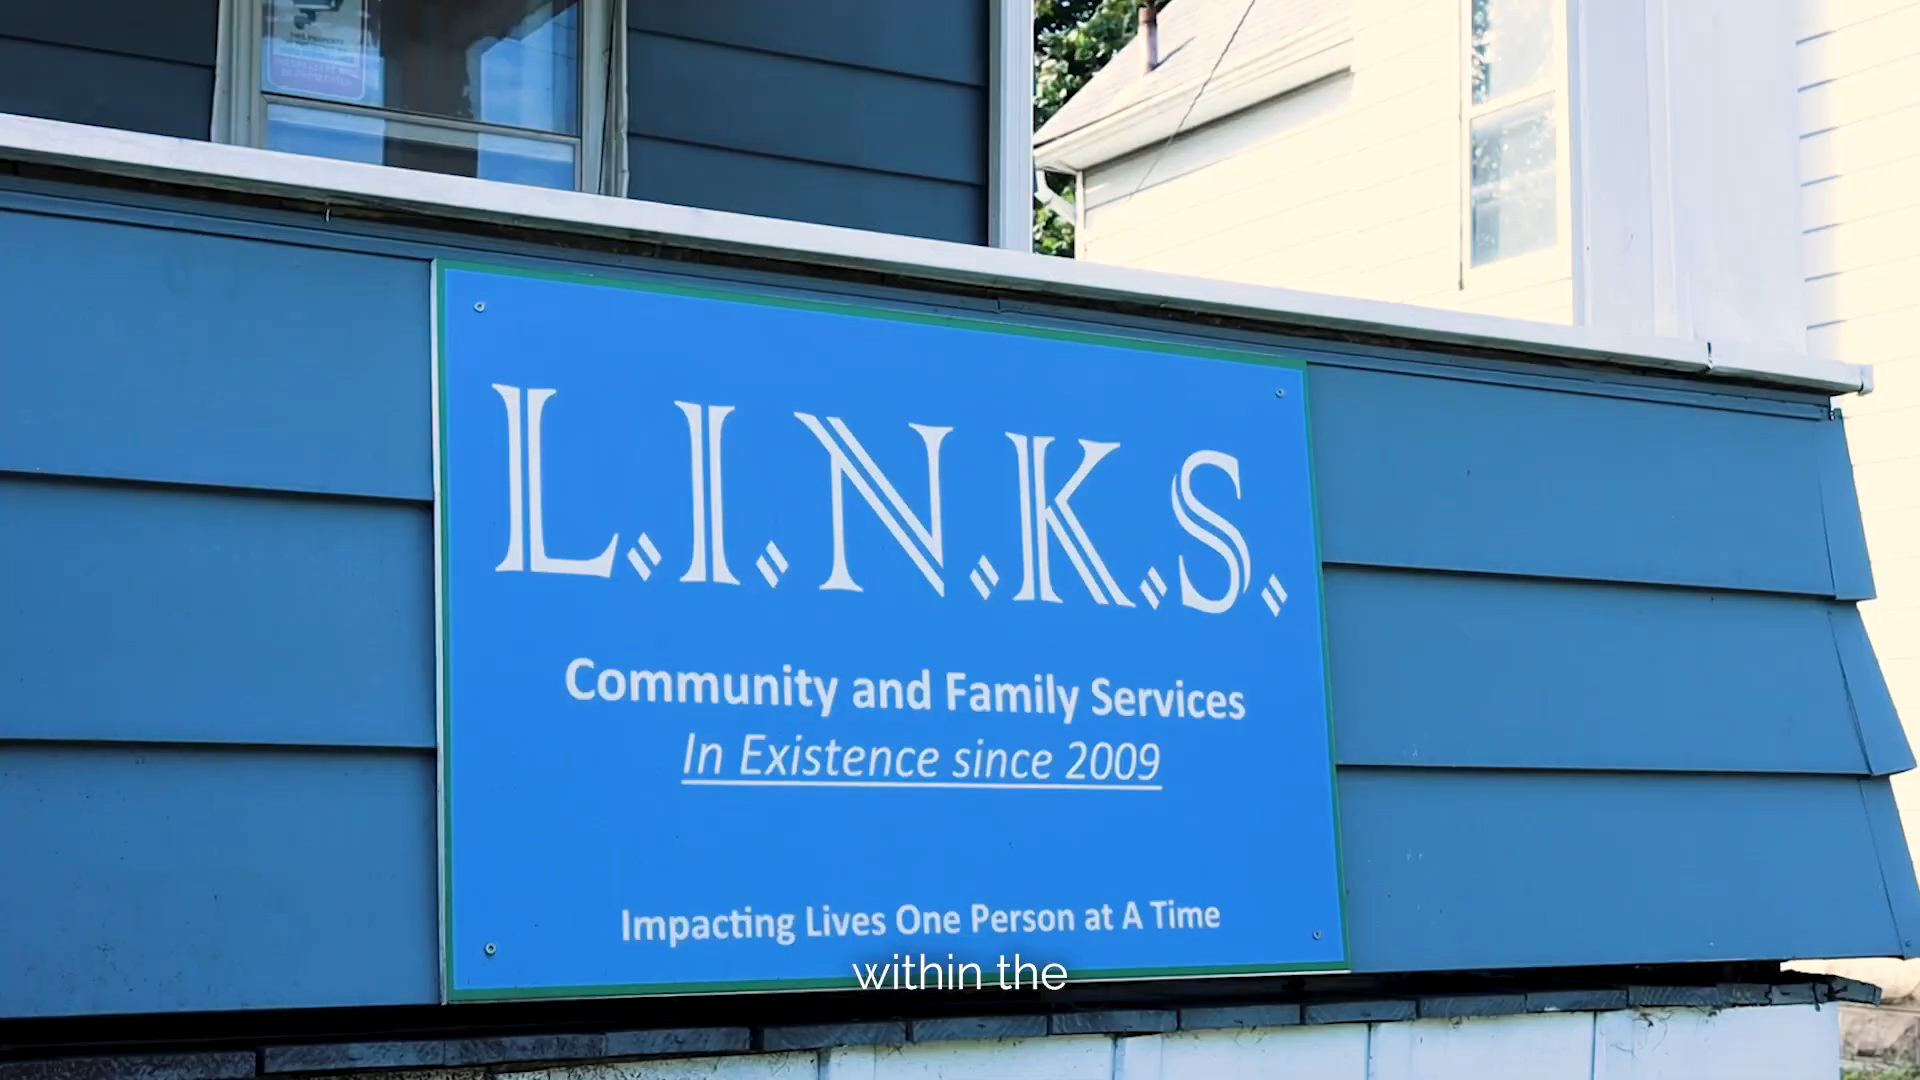 L.I.N.K.S.
Community and Family Services
In Existence since 2009
Impacting Lives One Person at A Time
within the